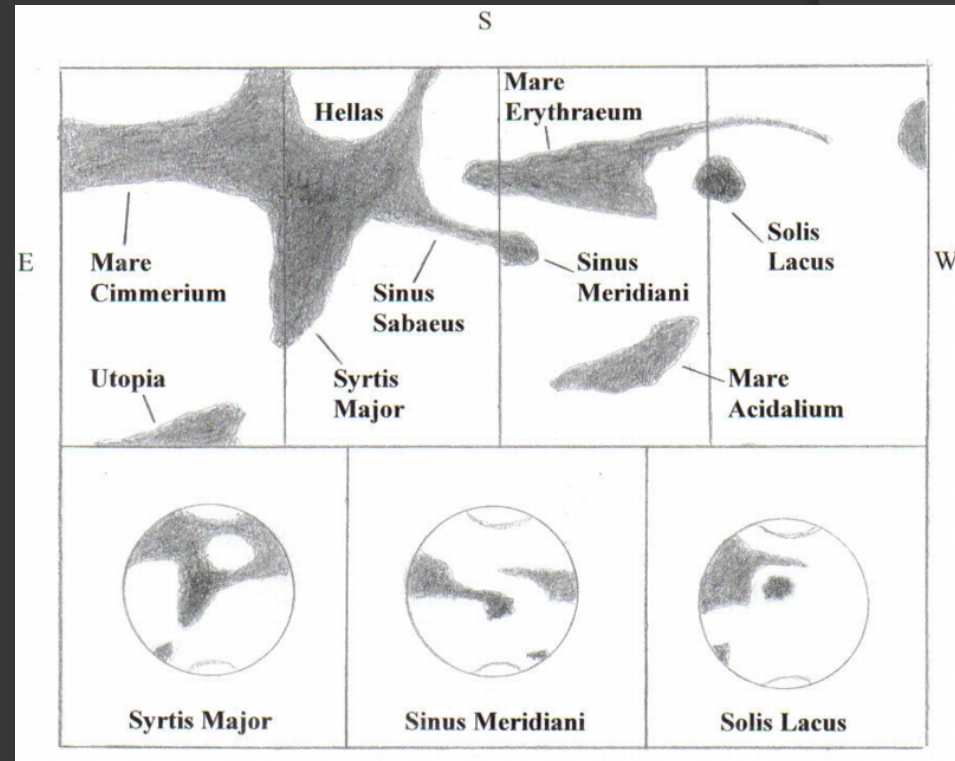 S
Mare
Erythraeum
Hellas
E
W
Mare
Cimmerium
Sinus
Sabaeus
Sinus
Meridiani
Solis
Lacus
Utopia
Syrtis
Major
Mare
Acidalium
Syrtis Major
Sinus Meridiani
Solis Lacus